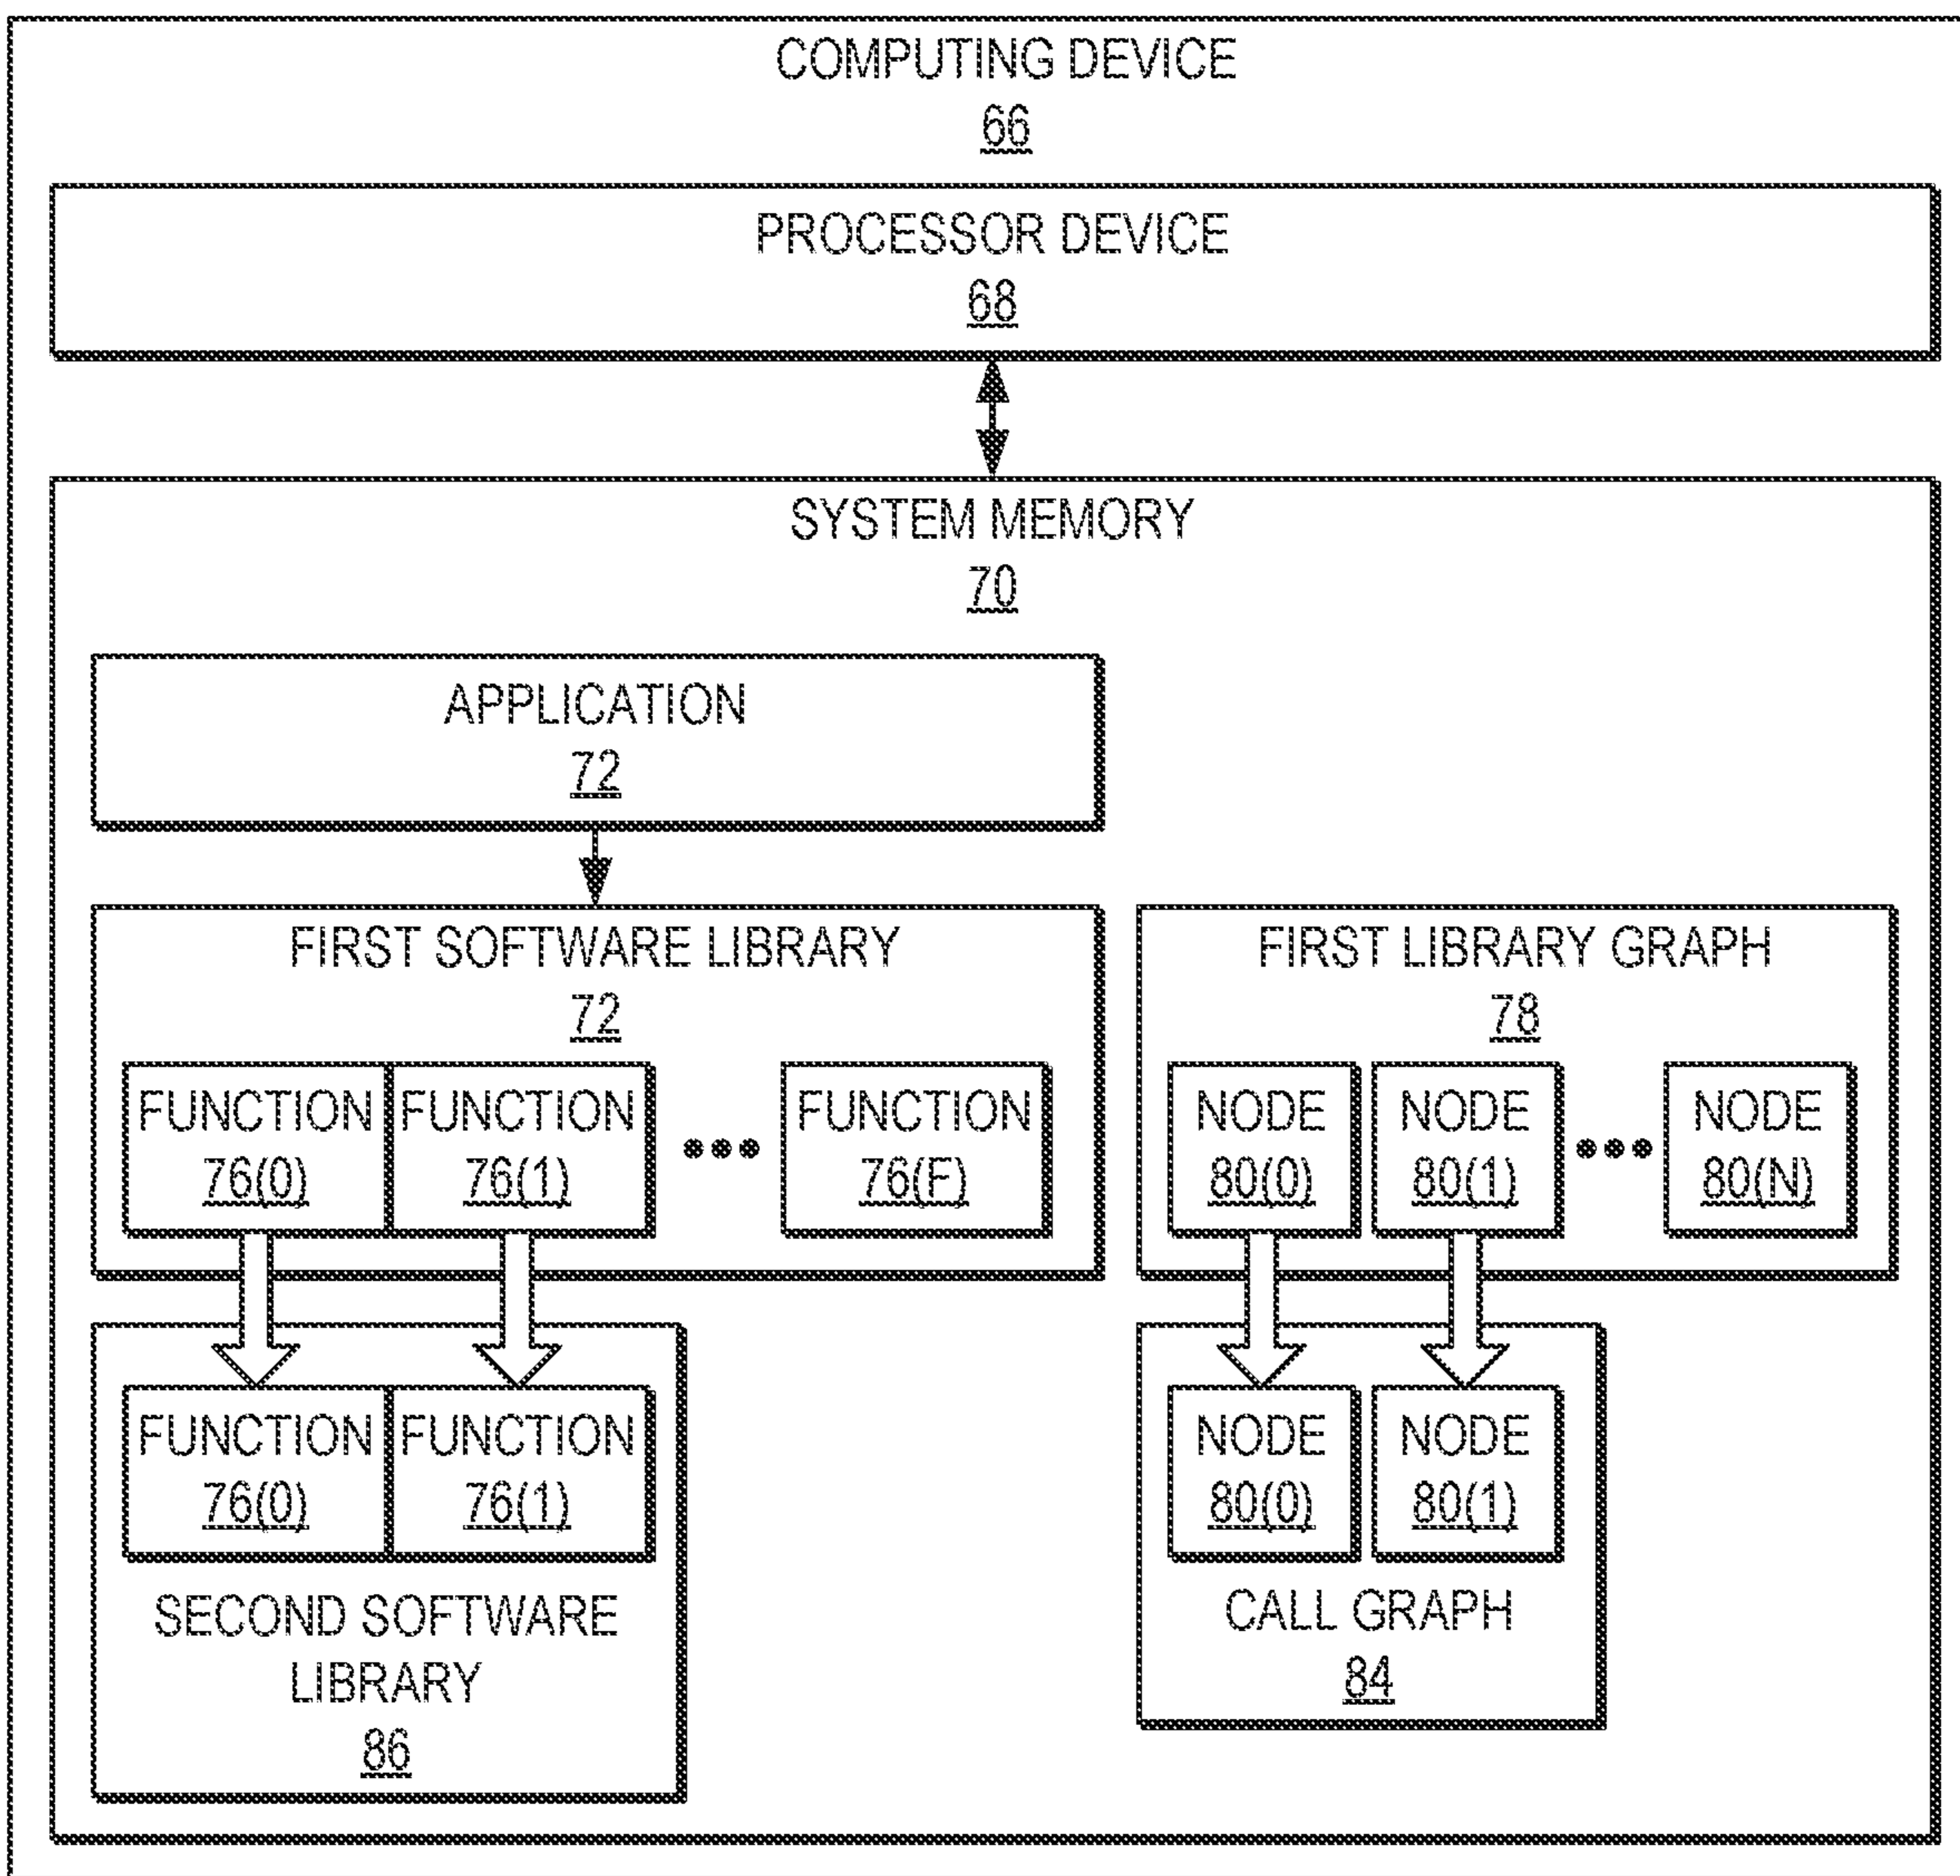 COMPUTING DEVICE
66
PROCESSOR DEVICE
68
SYSTEM MEMORY
70
APPLICATION
72
FIRST SOFTWARE LIBRARY
72
FUNCTION
76(0)
FUNCTION
76(1)
FUNCTION
76(F)
FIRST LIBRARY GRAPH
78
NODE
80(0)
NODE
80(1)
NODE
80(N)
FUNCTION
76(0)
FUNCTION
76(1)
SECOND SOFTWARE
LIBRARY
86
NODE
80(0)
NODE
80(1)
CALL GRAPH
84